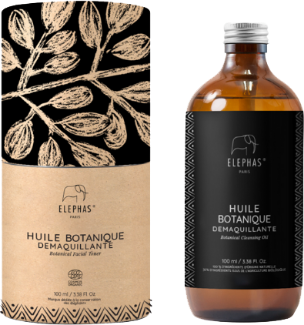 ELEPHAS
PARIS
HUILE BOTANIQUE
DEMAQUILLANTE
Botanical Facial Toner
100 ml / 3.38 Fl. Oz
ELEPHAS
PARIS
HUILE
BOTANIQUE
DEMAQUILLANTE
Botanical Cleansing Oil
100 ml / 3.38 Fl. Oz